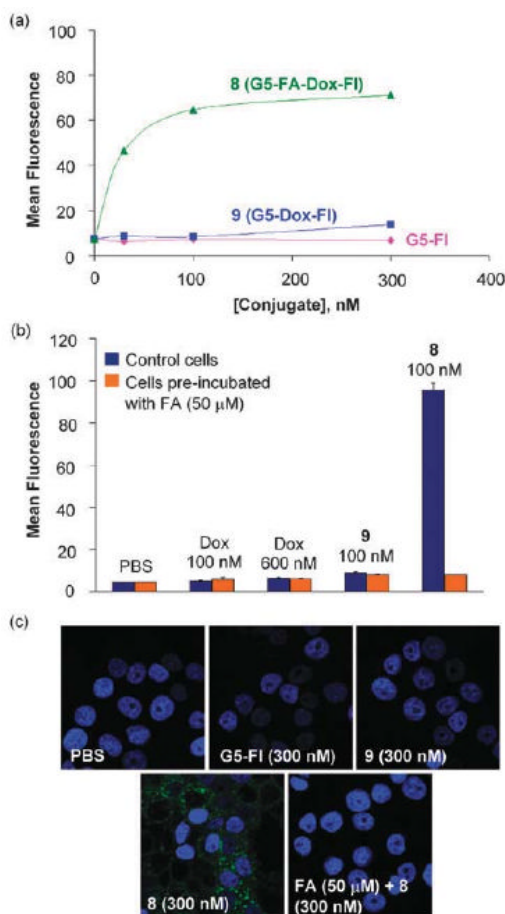 (a)
100
80
60
40
20
0
Mean Fluorescence
8 (G5-FA-Dox-Fl)
9 (G5-Dox-Fl)
G5-Fl
0 100 200 300 400
[Conjugate], nM
(b)
120
100
80
60
40
20
0
Mean Fluorescence
Control cells
Cells pre-incubated
with FA (50 μM)
PBS
Dox
100 nM
Dox
600 nM
9
100 nM
8
100 nM
(c)
PBS
G5-Fl (300 nM)
9 (300 nM)
8 (300 nM)
FA (50 μM) + 8
(300 nM)